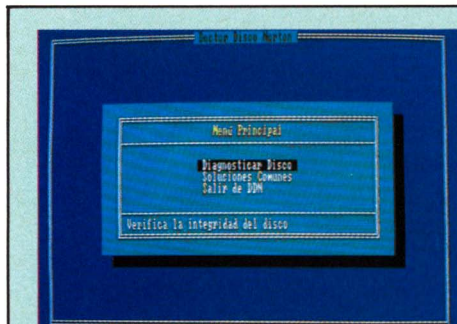 Doctor Disco Norton
Menú Principal
Diagnosticar Disco
Soluciones Comunes
Salir de DDN
Verifica la integridad del disco